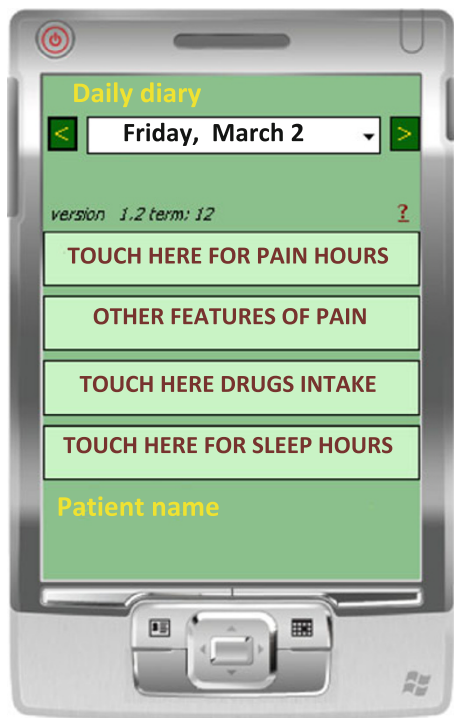 Daily diary
< Friday, March 2 >
version 1.2 term: 12 ?
TOUCH HERE FOR PAIN HOURS
OTHER FEATURES OF PAIN
TOUCH HERE DRUGS INTAKE
TOUCH HERE FOR SLEEP HOURS
Patient name